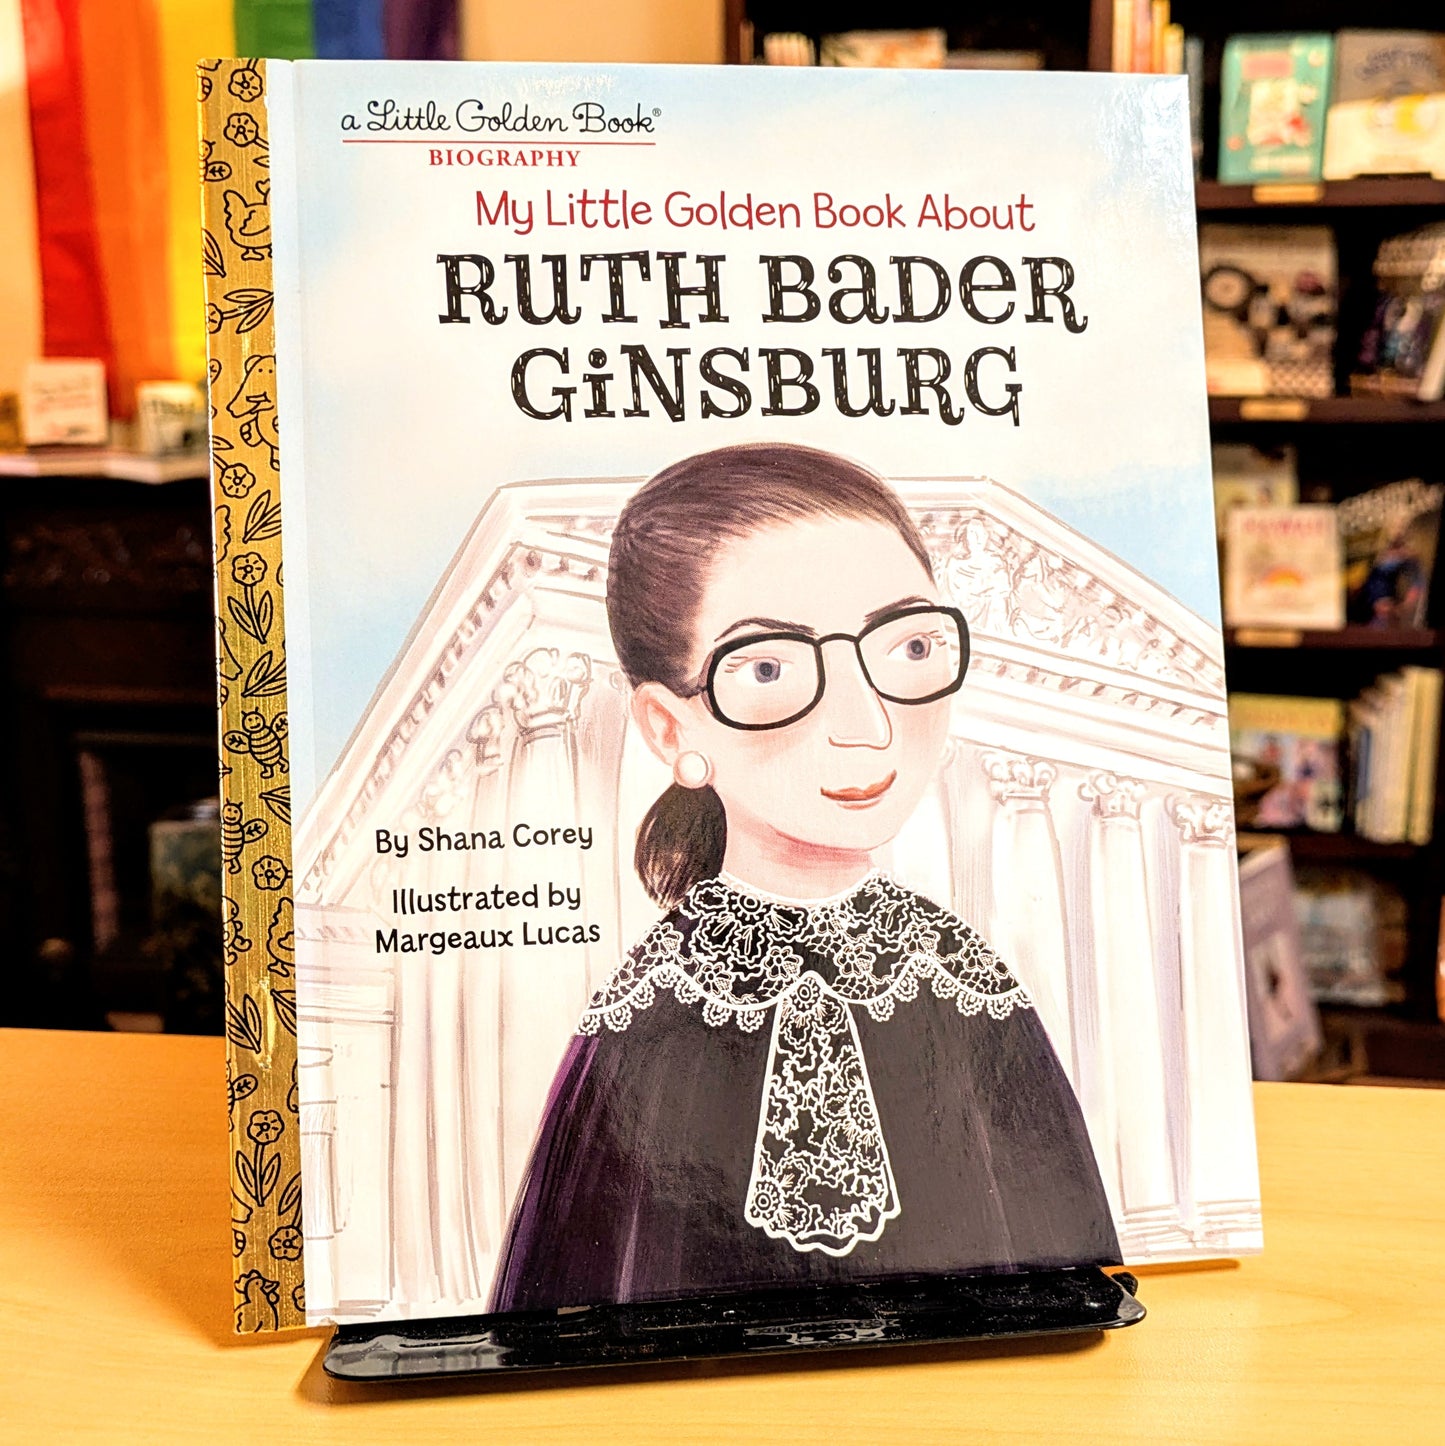 a Little Golden Book®
BIOGRAPHY
My Little Golden Book About
RUTH BADER
GINSBURG
By Shana Corey
Illustrated by
Margeaux Lucas